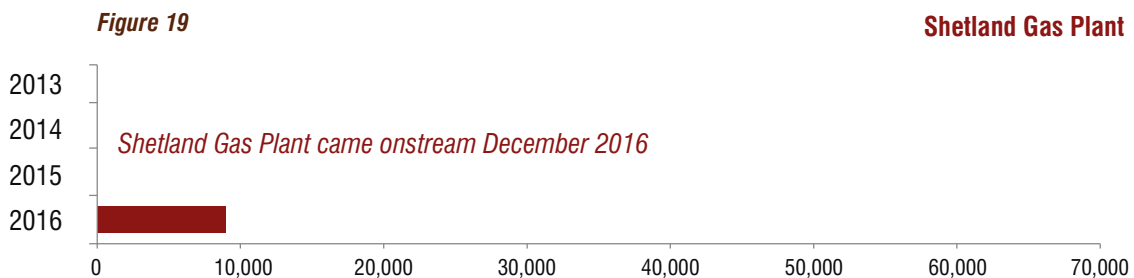 Figure 19
Shetland Gas Plant
2013
2014
Shetland Gas Plant came onstream December 2016
2015
2016
0 10,000 20,000 30,000 40,000 50,000 60,000 70,000